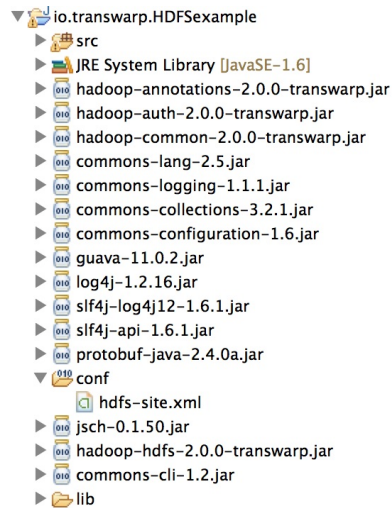 io.transwarp.HDFSexample
src
JRE System Library [JavaSE-1.6]
hadoop-annotations-2.0.0-transwarp.jar
hadoop-auth-2.0.0-transwarp.jar
hadoop-common-2.0.0-transwarp.jar
commons-lang-2.5.jar
commons-logging-1.1.1.jar
commons-collections-3.2.1.jar
commons-configuration-1.6.jar
guava-11.0.2.jar
log4j-1.2.16.jar
slf4j-log4j12-1.6.1.jar
slf4j-api-1.6.1.jar
protobuf-java-2.4.0a.jar
conf
hdfs-site.xml
jsch-0.1.50.jar
hadoop-hdfs-2.0.0-transwarp.jar
commons-cli-1.2.jar
lib